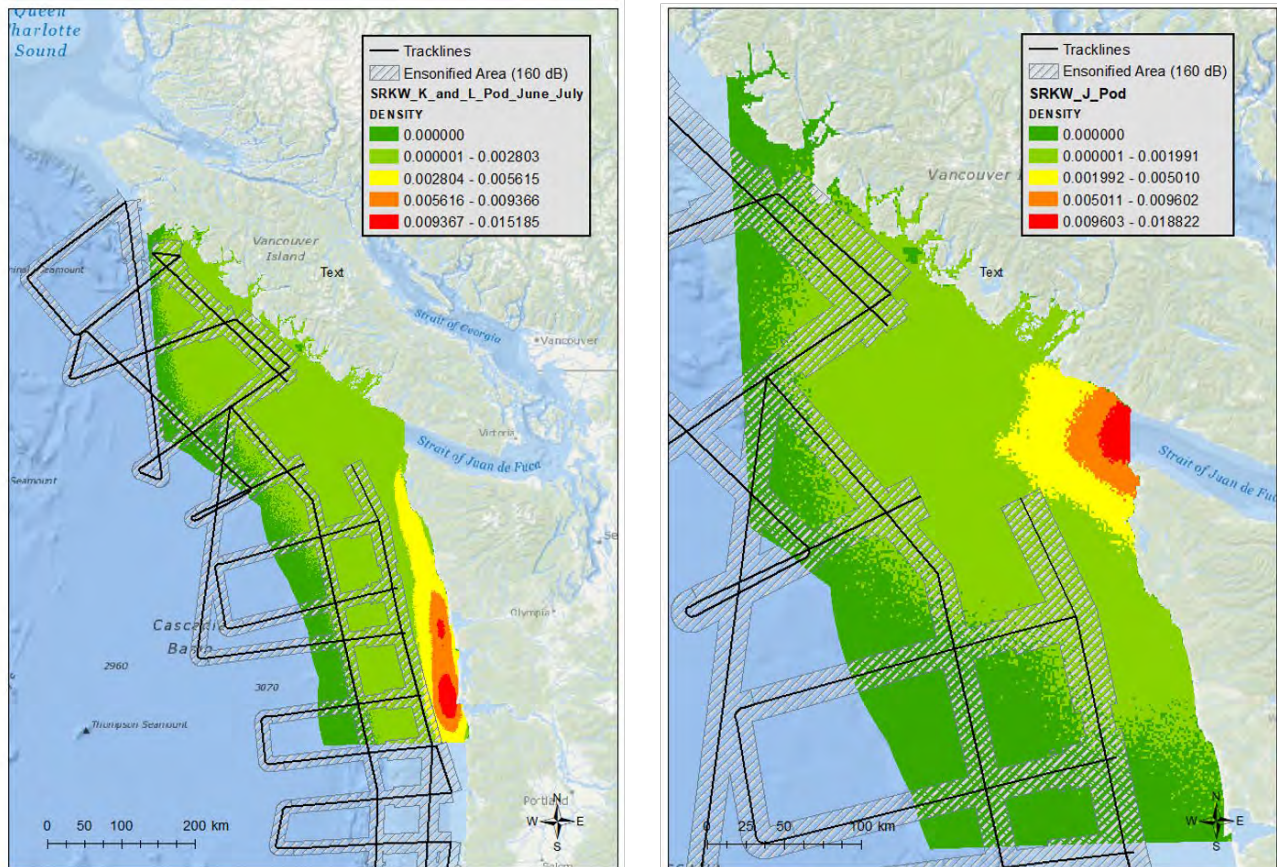 Queen
Charlotte
Sound
Tracklines
Ensonified Area (160 dB)
SRKW_K_and_L_Pod_June_July
DENSITY
0.000000
0.000001 - 0.002803
0.002804 - 0.005615
0.005616 - 0.009366
0.009367 - 0.015185
Vancouver
Island
Text
Seamount
Strait of Georgia
Vancouver
Victoria
Strait of Juan de Fuca
Seamount
Se
Olympia
Cascadia
Basin
2960
3070
Thompson Seamount
Portland
N
W E
S
0 50 100 200 km
Salem
Tracklines
Ensonified Area (160 dB)
SRKW_J_Pod
DENSITY
0.000000
0.000001 - 0.001991
0.001992 - 0.005010
0.005011 - 0.009602
0.009603 - 0.018822
Vancouver I
Text
Strait of Juan de Fuca
N
W E
S
0 25 50 100 km